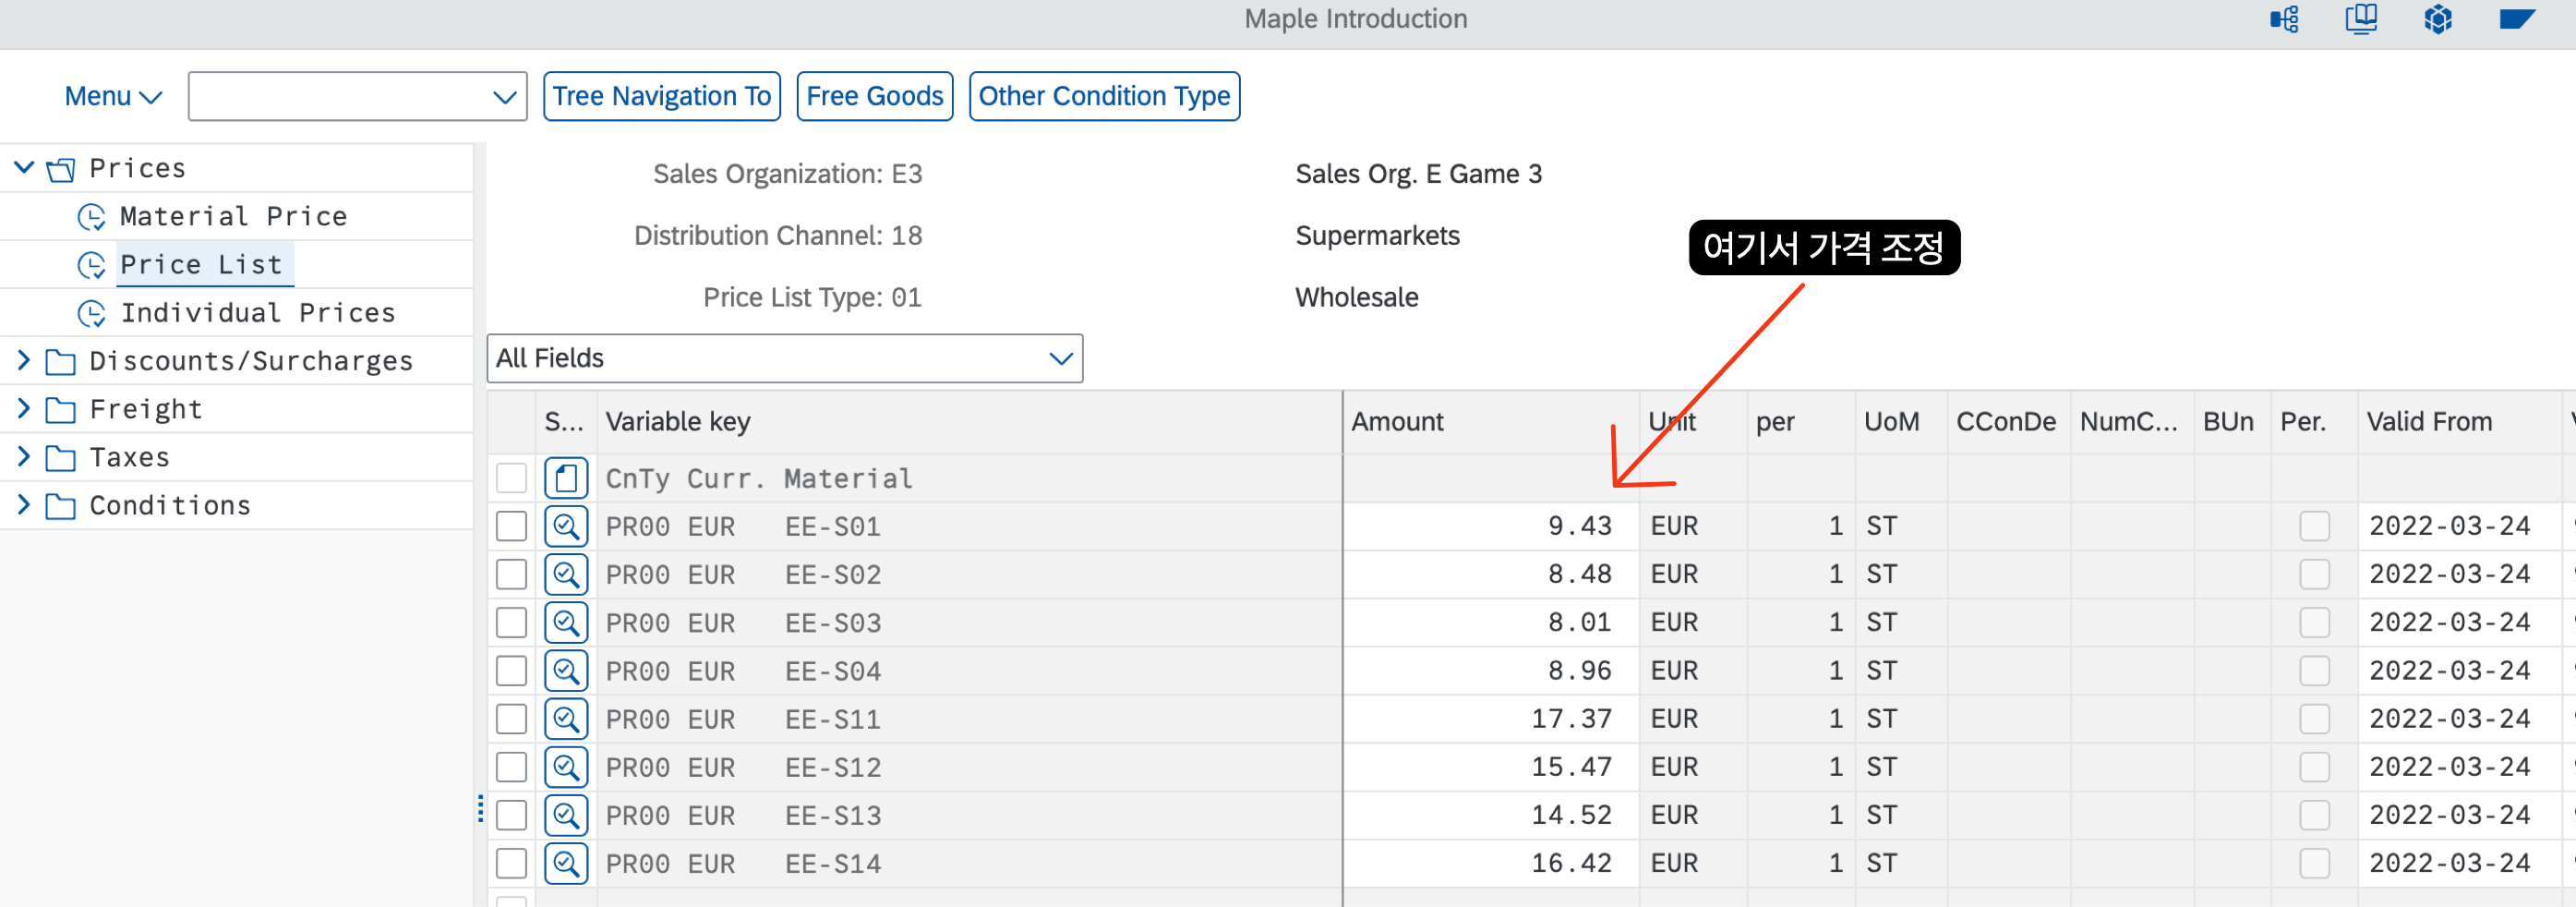 Maple Introduction
Menu
Tree Navigation To
Free Goods
Other Condition Type
Prices
Material Price
Price List
Individual Prices
Discounts/Surcharges
Freight
Taxes
Conditions
Sales Organization: E3 Sales Org. E Game 3
Distribution Channel: 18 Supermarkets
Price List Type: 01 Wholesale
여기서 가격 조정
All Fields
S... Variable key Amount Unit per UoM CConDe NumC... BUn Per. Valid From
CnTy Curr. Material
PR00 EUR EE-S01 9.43 EUR 1 ST 2022-03-24
PR00 EUR EE-S02 8.48 EUR 1 ST 2022-03-24
PR00 EUR EE-S03 8.01 EUR 1 ST 2022-03-24
PR00 EUR EE-S04 8.96 EUR 1 ST 2022-03-24
PR00 EUR EE-S11 17.37 EUR 1 ST 2022-03-24
PR00 EUR EE-S12 15.47 EUR 1 ST 2022-03-24
PR00 EUR EE-S13 14.52 EUR 1 ST 2022-03-24
PR00 EUR EE-S14 16.42 EUR 1 ST 2022-03-24